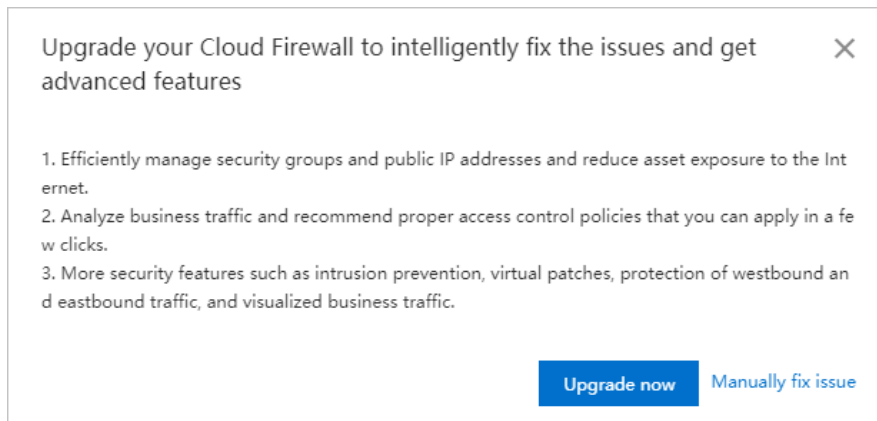 Upgrade your Cloud Firewall to intelligently fix the issues and get
advanced features
1. Efficiently manage security groups and public IP addresses and reduce asset exposure to the Int
ernet.
2. Analyze business traffic and recommend proper access control policies that you can apply in a fe
w clicks.
3. More security features such as intrusion prevention, virtual patches, protection of westbound an
d eastbound traffic, and visualized business traffic.
Upgrade now Manually fix issue